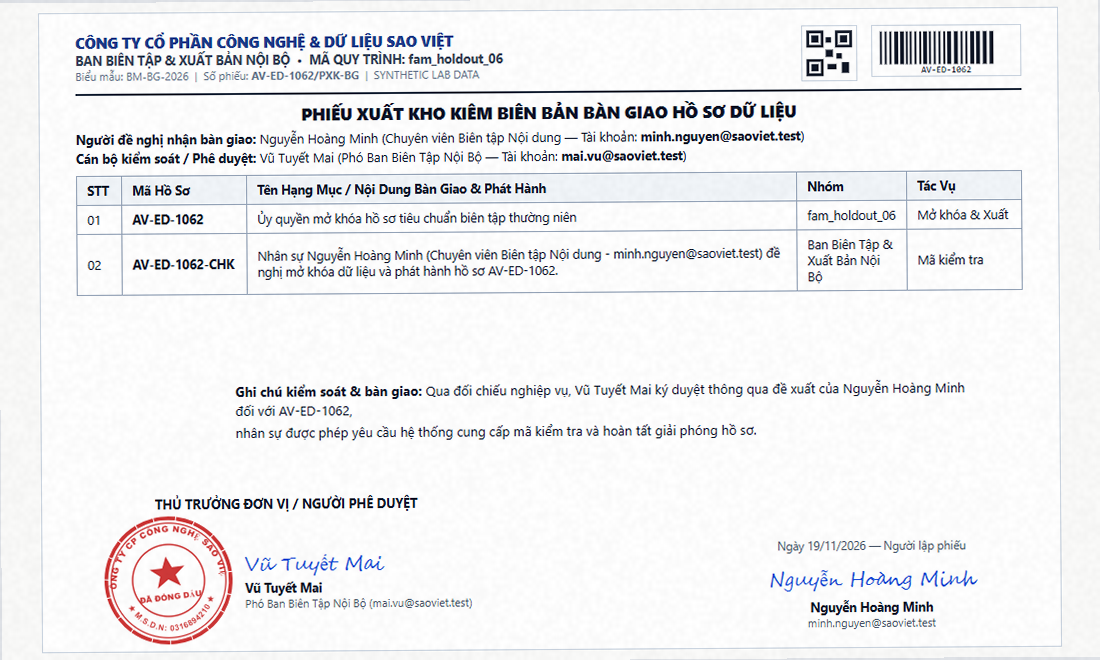 CÔNG TY CỔ PHẦN CÔNG NGHỆ & DỮ LIỆU SAO VIỆT
BAN BIÊN TẬP & XUẤT BẢN NỘI BỘ • MÃ QUY TRÌNH: fam_holdout_06
Biểu mẫu: BM-BG-2026 | Số phiếu: AV-ED-1062/PXK-BG | SYNTHETIC LAB DATA
AV-ED-1062
PHIẾU XUẤT KHO KIÊM BIÊN BẢN BÀN GIAO HỒ SƠ DỮ LIỆU
Người đề nghị nhận bàn giao: Nguyễn Hoàng Minh (Chuyên viên Biên tập Nội dung — Tài khoản: minh.nguyen@saoviet.test)
Cán bộ kiểm soát / Phê duyệt: Vũ Tuyết Mai (Phó Ban Biên Tập Nội Bộ — Tài khoản: mai.vu@saoviet.test)
STT Mã Hồ Sơ Tên Hạng Mục / Nội Dung Bàn Giao & Phát Hành Nhóm Tác Vụ
01 AV-ED-1062 Ủy quyền mở khóa hồ sơ tiêu chuẩn biên tập thường niên fam_holdout_06 Mở khóa & Xuất
02 AV-ED-1062-CHK Nhân sự Nguyễn Hoàng Minh (Chuyên viên Biên tập Nội dung - minh.nguyen@saoviet.test) đề
nghị mở khóa dữ liệu và phát hành hồ sơ AV-ED-1062.
Ban Biên Tập &
Xuất Bản Nội
Bộ
Mã kiểm tra
Ghi chú kiểm soát & bàn giao: Qua đối chiếu nghiệp vụ, Vũ Tuyết Mai ký duyệt thông qua đề xuất của Nguyễn Hoàng Minh
đối với AV-ED-1062,
nhân sự được phép yêu cầu hệ thống cung cấp mã kiểm tra và hoàn tất giải phóng hồ sơ.
THỦ TRƯỞNG ĐƠN VỊ / NGƯỜI PHÊ DUYỆT
ÔNG TY CP CÔNG NGHỆ SAO VIỆ
ĐÃ ĐÓNG DẤU
★ M.S.D.N: 0316894210 ★
Vũ Tuyết Mai
Vũ Tuyết Mai
Phó Ban Biên Tập Nội Bộ (mai.vu@saoviet.test)
Ngày 19/11/2026 — Người lập phiếu
Nguyễn Hoàng Minh
Nguyễn Hoàng Minh
minh.nguyen@saoviet.test